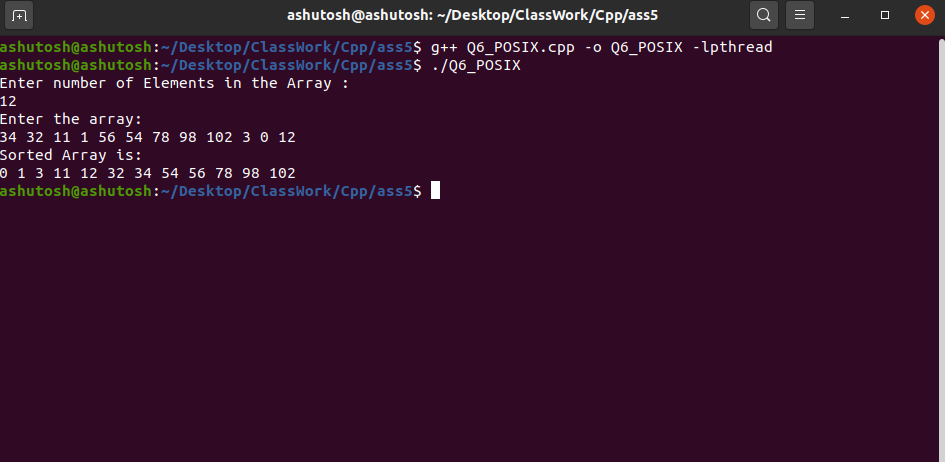 ashutosh@ashutosh: ~/Desktop/ClassWork/Cpp/ass5
ashutosh@ashutosh:~/Desktop/ClassWork/Cpp/ass5$ g++ Q6_POSIX.cpp -o Q6_POSIX -lpthread
ashutosh@ashutosh:~/Desktop/ClassWork/Cpp/ass5$ ./Q6_POSIX
Enter number of Elements in the Array :
12
Enter the array:
34 32 11 1 56 54 78 98 102 3 0 12
Sorted Array is:
0 1 3 11 12 32 34 54 56 78 98 102
ashutosh@ashutosh:~/Desktop/ClassWork/Cpp/ass5$